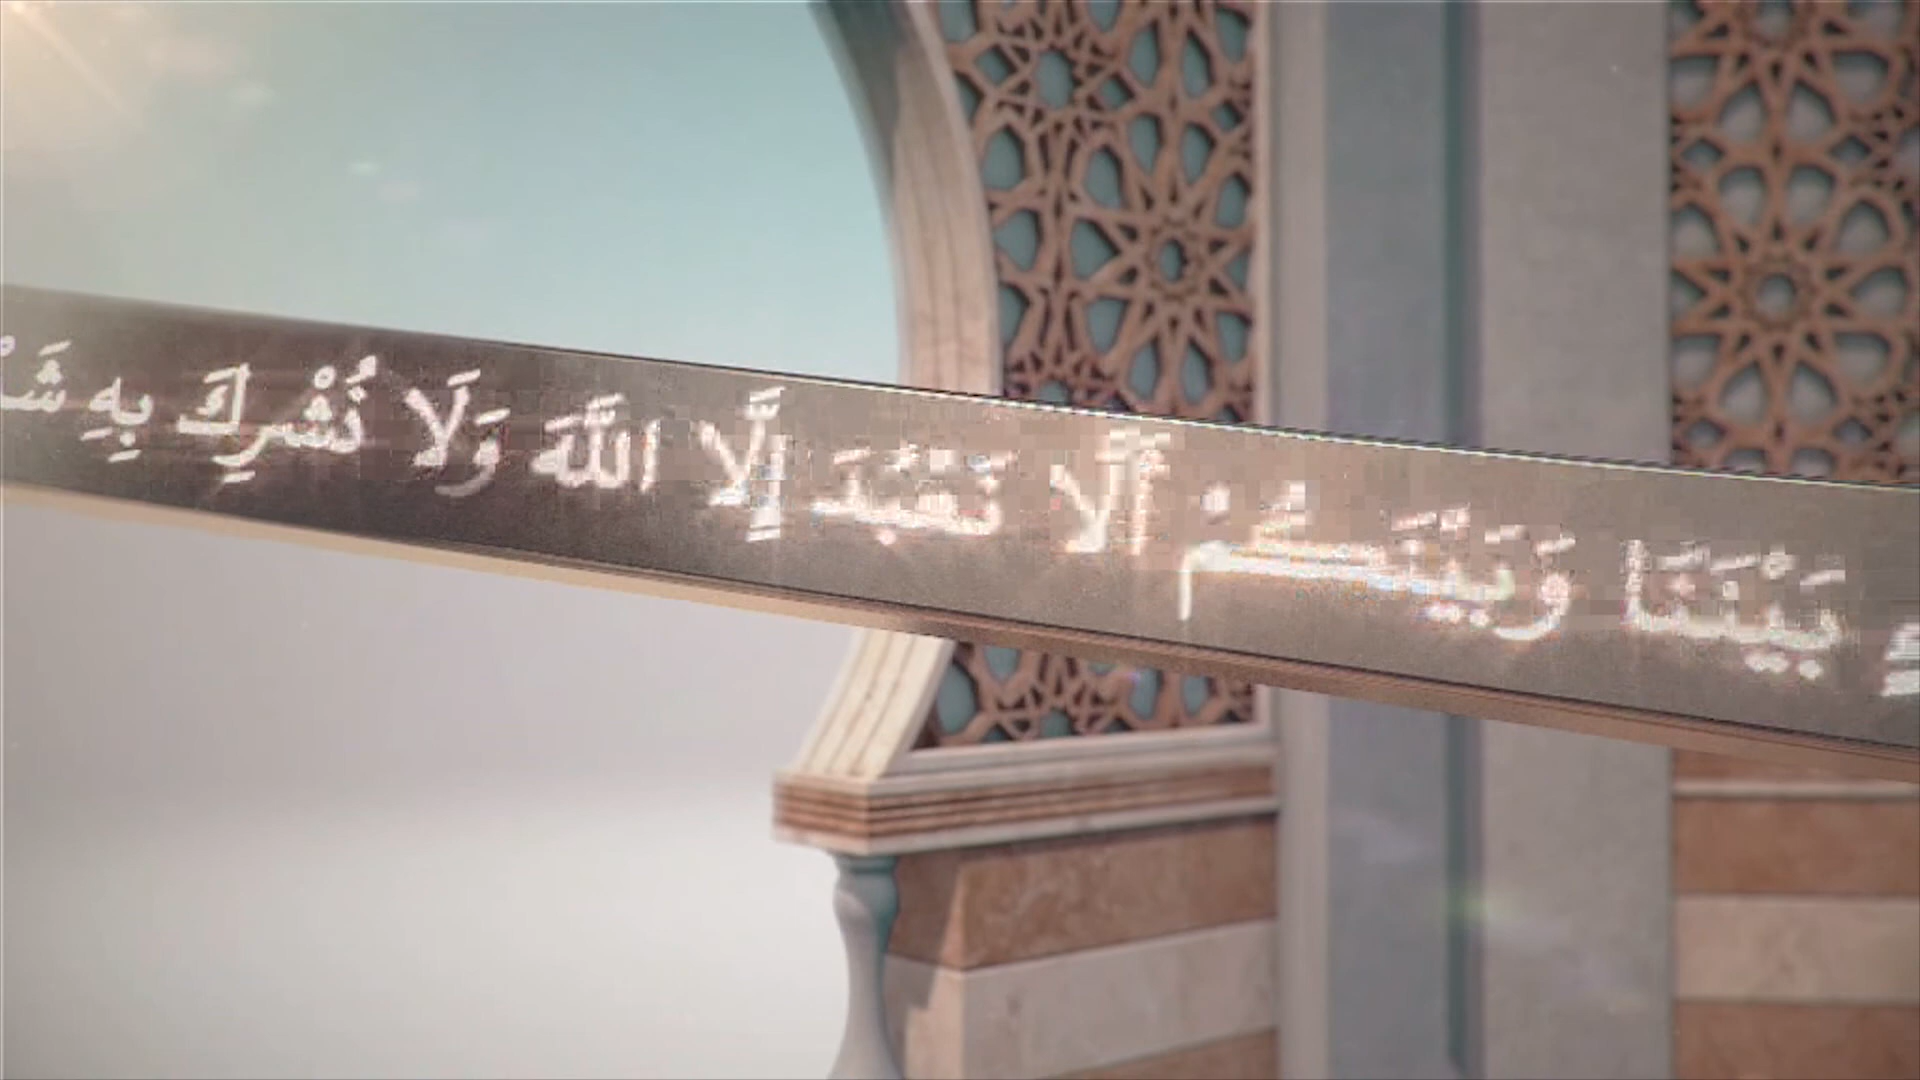 بَيْنَنَا وَبَيْنَكُمْ أَلَّا نَعْبُدَ إِلَّا اللَّهَ وَلَا نُشْرِكَ بِهِ